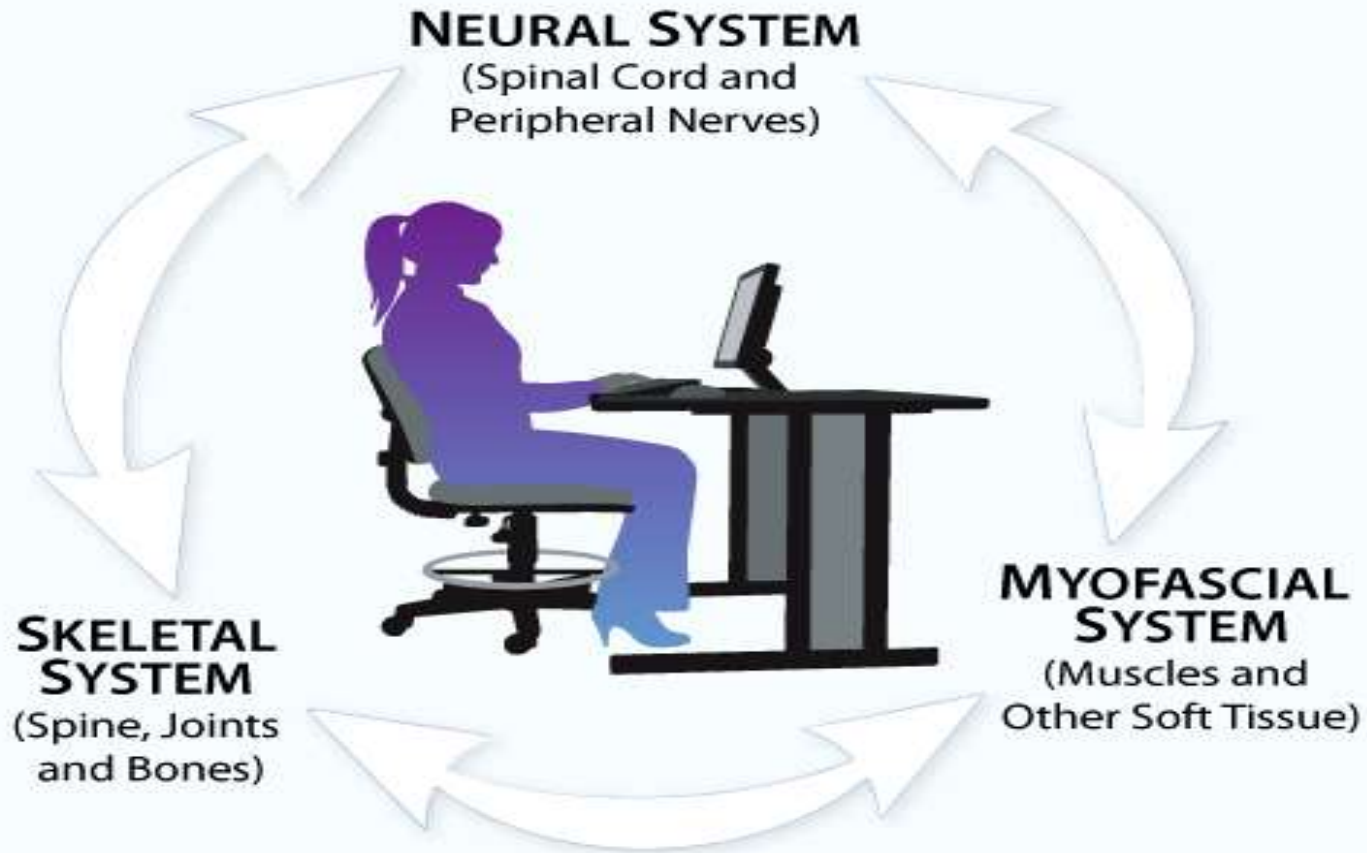 NEURAL SYSTEM
(Spinal Cord and
Peripheral Nerves)
SKELETAL
SYSTEM
(Spine, Joints
and Bones)
MYOFASCIAL
SYSTEM
(Muscles and
Other Soft Tissue)